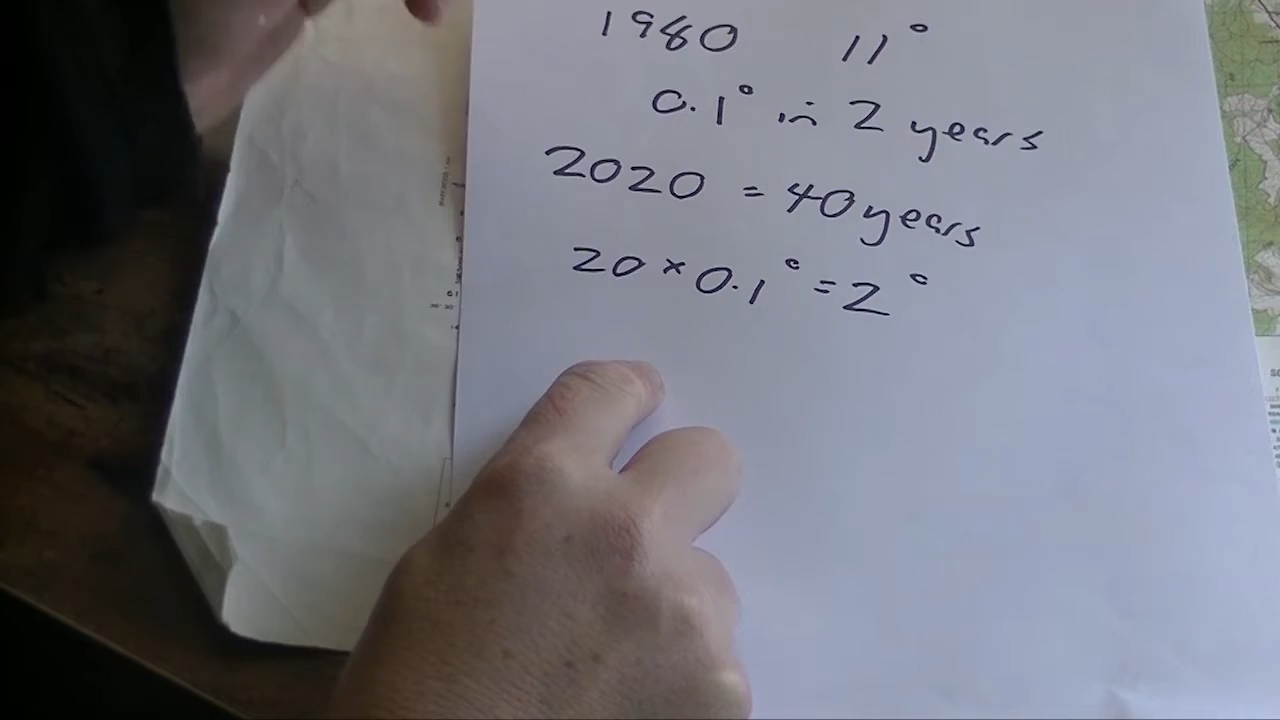 1980 11°
0.1° in 2 years
2020 = 40 years
20 × 0.1° = 2°